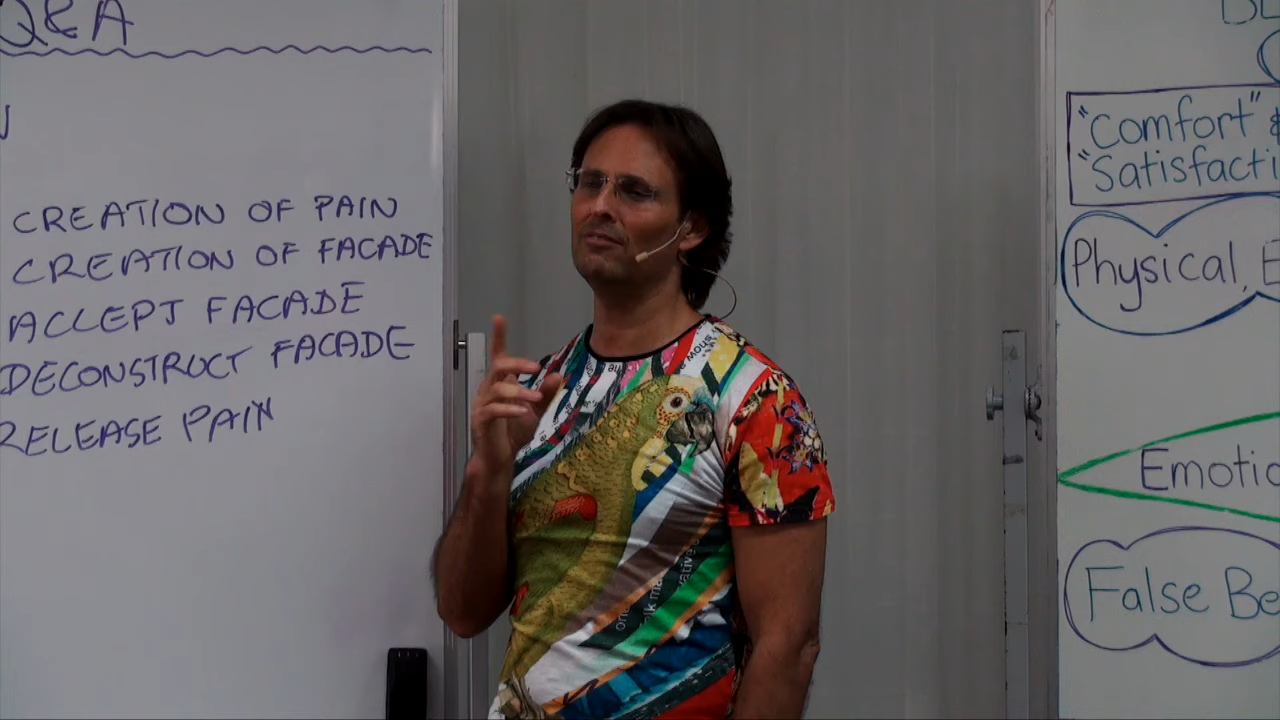 Q&A
CREATION OF PAIN
CREATION OF FACADE
ACCEPT FACADE
DECONSTRUCT FACADE
RELEASE PAIN
"Comfort" &
"Satisfacti
Physical, E
Emotio
False Be